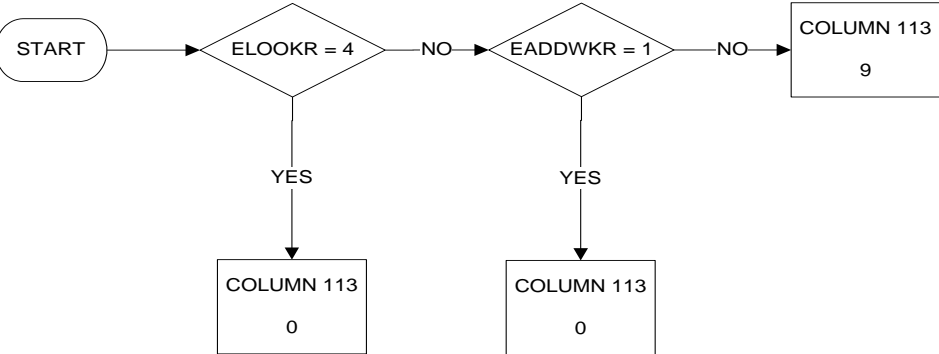 START
ELOOKR = 4
NO
EADDWKR = 1
NO
COLUMN 113
9
YES
YES
COLUMN 113
0
COLUMN 113
0